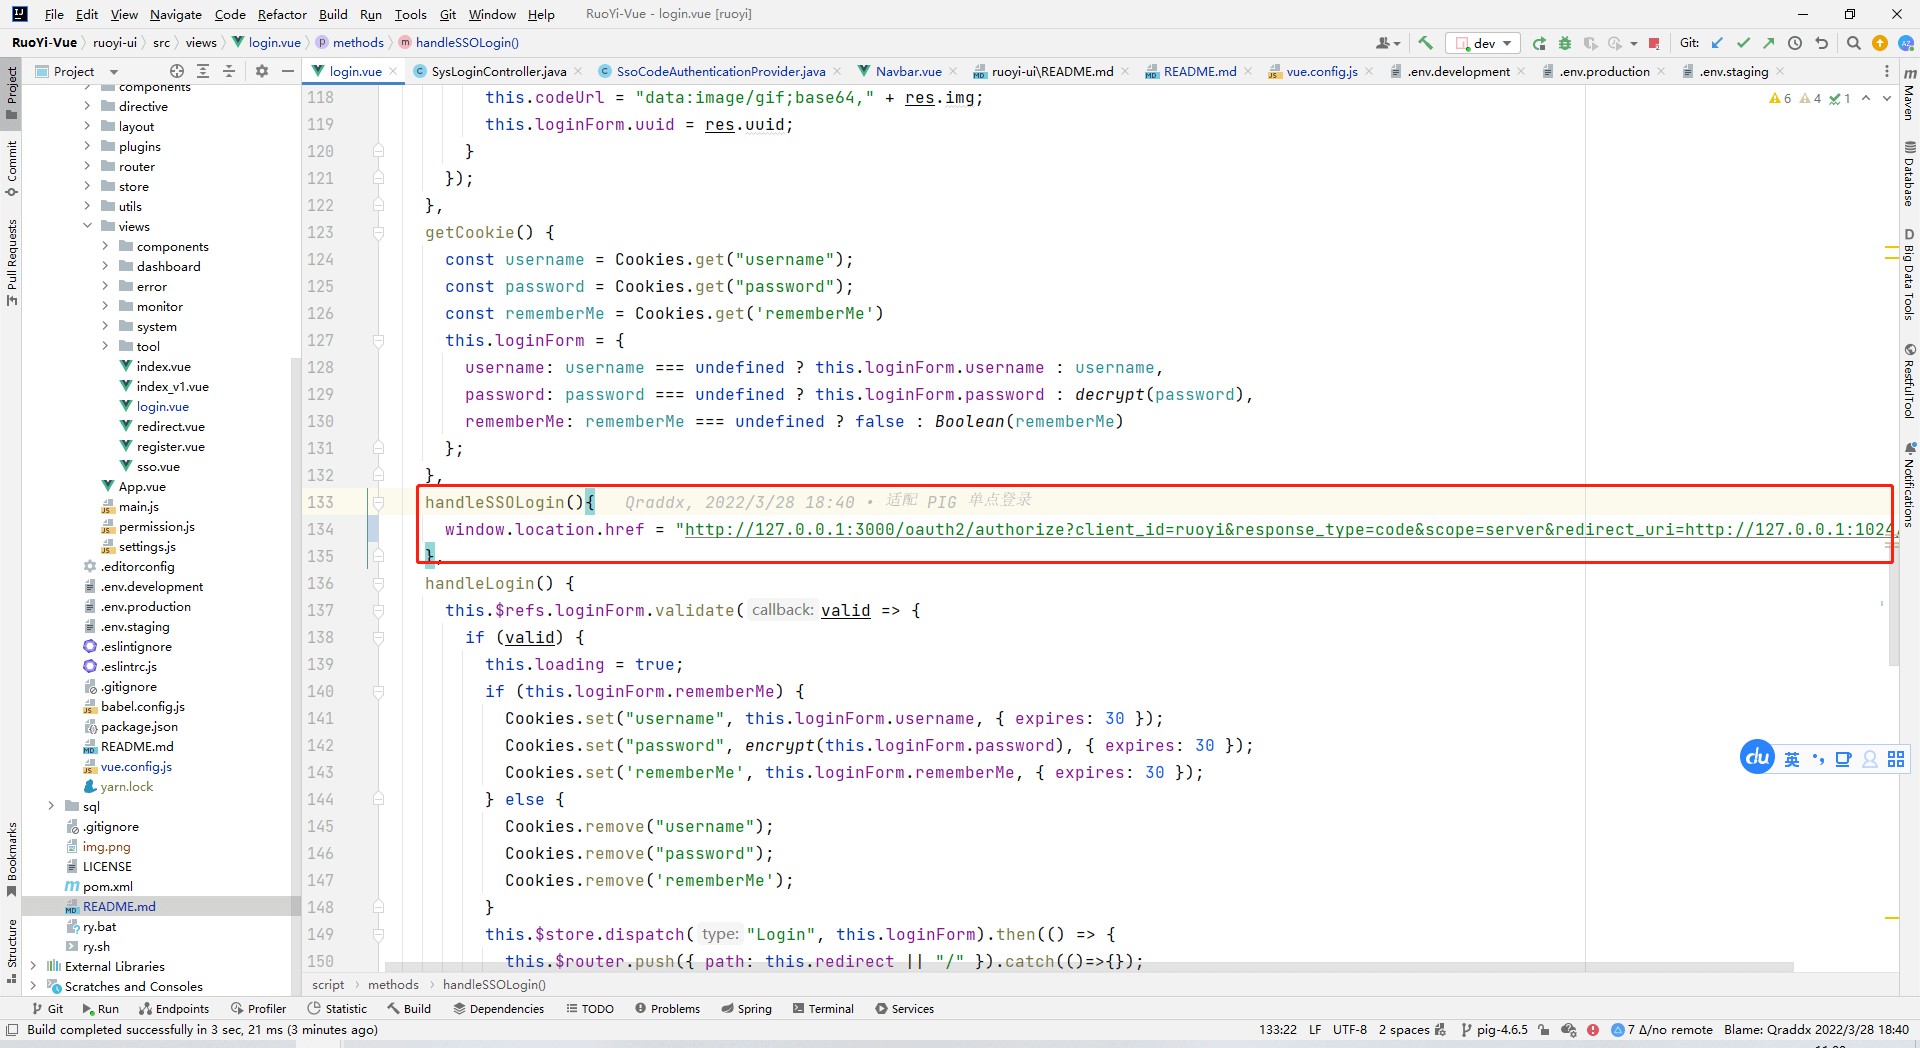 File Edit View Navigate Code Refactor Build Run Tools Git Window Help RuoYi-Vue - login.vue [ruoyi]
RuoYi-Vue ruoyi-ui src views login.vue methods handleSSOLogin()
dev Git:
Project
login.vue SysLoginController.java SsoCodeAuthenticationProvider.java Navbar.vue ruoyi-ui\README.md README.md vue.config.js .env.development .env.production .env.staging
Project
Commit
Pull Requests
Bookmarks
Structure
components
directive
layout
plugins
router
store
utils
views
components
dashboard
error
monitor
system
tool
index.vue
index_v1.vue
login.vue
redirect.vue
register.vue
sso.vue
App.vue
main.js
permission.js
settings.js
.editorconfig
.env.development
.env.production
.env.staging
.eslintignore
.eslintrc.js
.gitignore
babel.config.js
package.json
README.md
vue.config.js
yarn.lock
sql
.gitignore
img.png
LICENSE
pom.xml
README.md
ry.bat
ry.sh
External Libraries
Scratches and Consoles
6 4 1
118 this.codeUrl = "data:image/gif;base64," + res.img;
119 this.loginForm.uuid = res.uuid;
120 }
121 });
122 },
123 getCookie() {
124 const username = Cookies.get("username");
125 const password = Cookies.get("password");
126 const rememberMe = Cookies.get('rememberMe')
127 this.loginForm = {
128 username: username === undefined ? this.loginForm.username : username,
129 password: password === undefined ? this.loginForm.password : decrypt(password),
130 rememberMe: rememberMe === undefined ? false : Boolean(rememberMe)
131 };
132 },
133 handleSSOLogin(){ Qraddx, 2022/3/28 18:40 • 适配 PIG 单点登录
134 window.location.href = "http://127.0.0.1:3000/oauth2/authorize?client_id=ruoyi&response_type=code&scope=server&redirect_uri=http://127.0.0.1:1024
135 },
136 handleLogin() {
137 this.$refs.loginForm.validate( callback: valid => {
138 if (valid) {
139 this.loading = true;
140 if (this.loginForm.rememberMe) {
141 Cookies.set("username", this.loginForm.username, { expires: 30 });
142 Cookies.set("password", encrypt(this.loginForm.password), { expires: 30 });
143 Cookies.set('rememberMe', this.loginForm.rememberMe, { expires: 30 });
144 } else {
145 Cookies.remove("username");
146 Cookies.remove("password");
147 Cookies.remove('rememberMe');
148 }
149 this.$store.dispatch( type: "Login", this.loginForm).then(() => {
150 this.$router.push({ path: this.redirect || "/" }).catch(()=>{});
Maven
Database
Big Data Tools
RestfulTool
Notifications
du 英
script methods handleSSOLogin()
Git Run Endpoints Profiler Statistic Build Dependencies TODO Problems Spring Terminal Services
Build completed successfully in 3 sec, 21 ms (3 minutes ago) 133:22 LF UTF-8 2 spaces pig-4.6.5 7 Δ/no remote Blame: Qraddx 2022/3/28 18:40